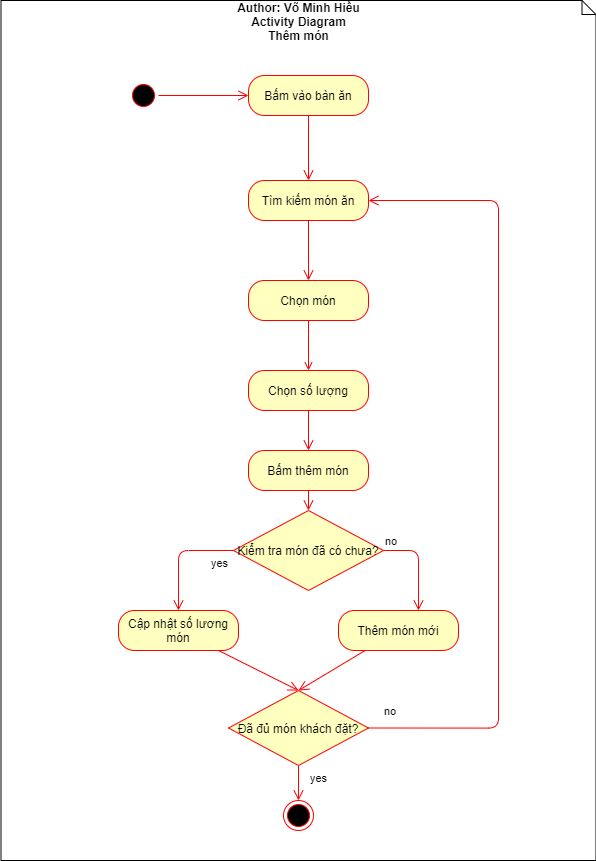 Author: Võ Minh Hiều
Activity Diagram
Thêm món
Bấm vào bàn ăn
Tìm kiếm món ăn
Chọn món
Chọn số lượng
Bấm thêm món
Kiểm tra món đã có chưa?
no
yes
Cập nhật số lương
món
Thêm món mới
no
Đã đủ món khách đặt?
yes